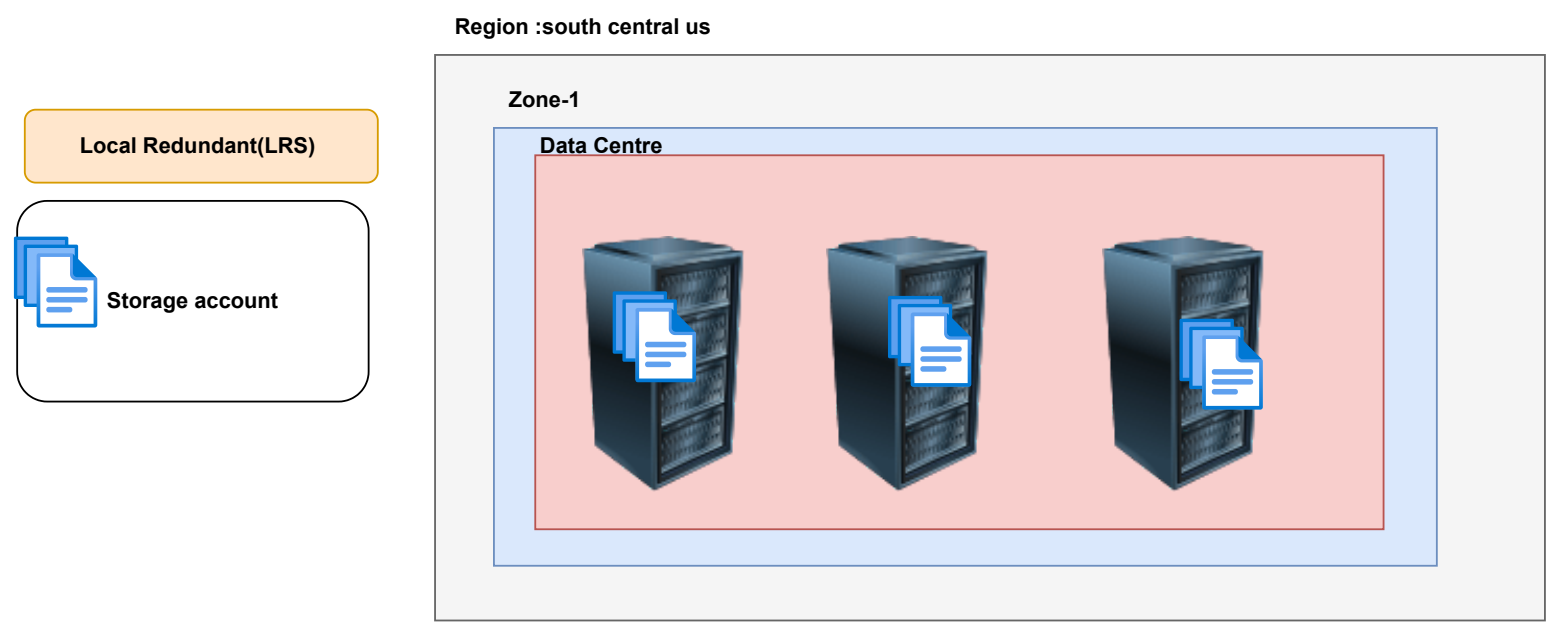 Region :south central us
Zone-1
Local Redundant(LRS)
Data Centre
Storage account